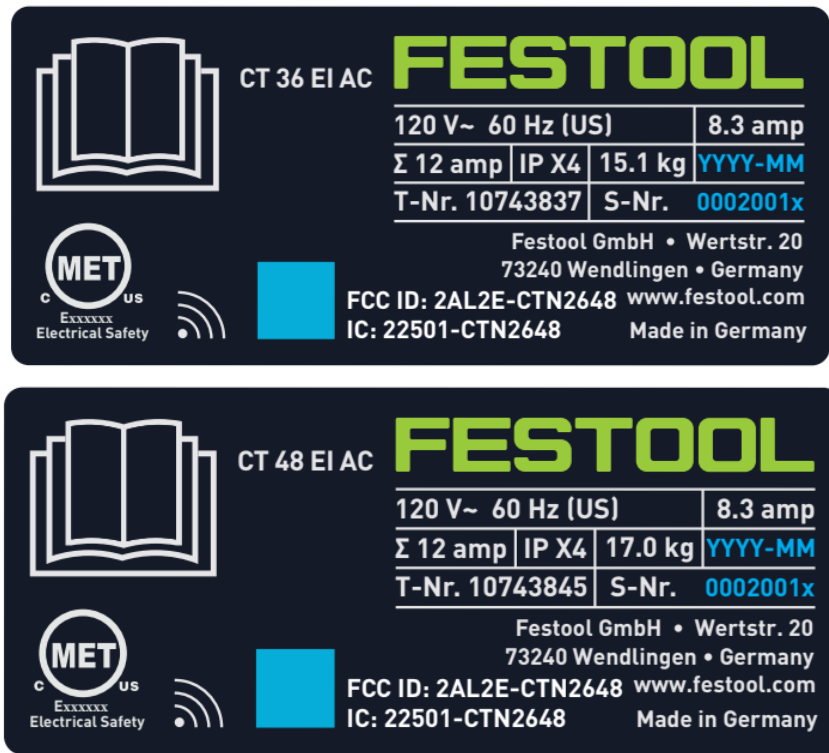 CT 36 EI AC FESTOOL
120 V~ 60 Hz (US) 8.3 amp
Σ 12 amp IP X4 15.1 kg YYYY-MM
T-Nr. 10743837 S-Nr. 0002001x
Festool GmbH • Wertstr. 20
73240 Wendlingen • Germany
FCC ID: 2AL2E-CTN2648 www.festool.com
IC: 22501-CTN2648 Made in Germany
MET
C US
Exxxxxx
Electrical Safety
CT 48 EI AC FESTOOL
120 V~ 60 Hz (US) 8.3 amp
Σ 12 amp IP X4 17.0 kg YYYY-MM
T-Nr. 10743845 S-Nr. 0002001x
Festool GmbH • Wertstr. 20
73240 Wendlingen • Germany
FCC ID: 2AL2E-CTN2648 www.festool.com
IC: 22501-CTN2648 Made in Germany
MET
C US
Exxxxxx
Electrical Safety